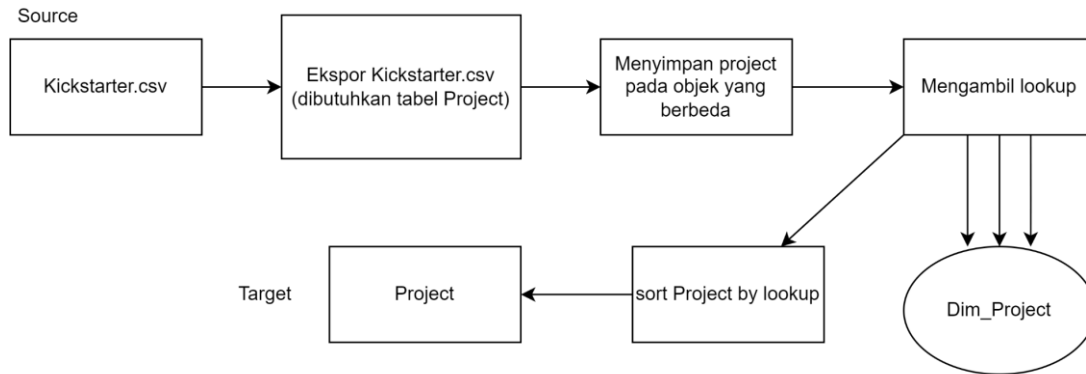 Source
Kickstarter.csv
Ekspor Kickstarter.csv
(dibutuhkan tabel Project)
Menyimpan project
pada objek yang
berbeda
Mengambil lookup
Target
Project
sort Project by lookup
Dim_Project